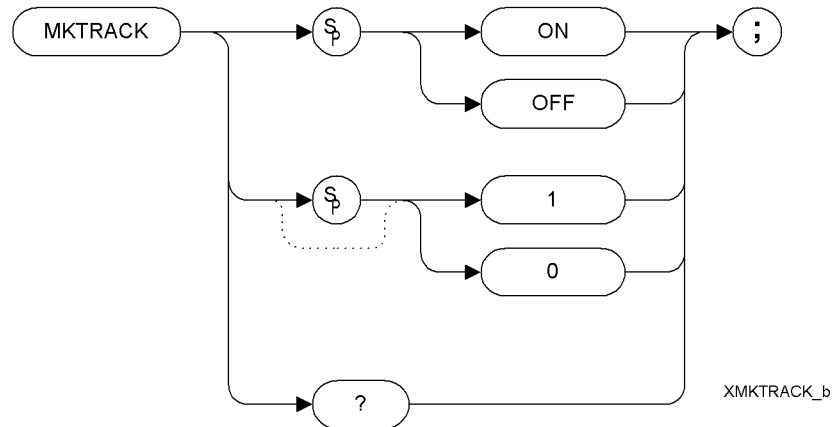 MKTRACK SP ON ;
OFF
SP 1
0
?
XMKTRACK_b